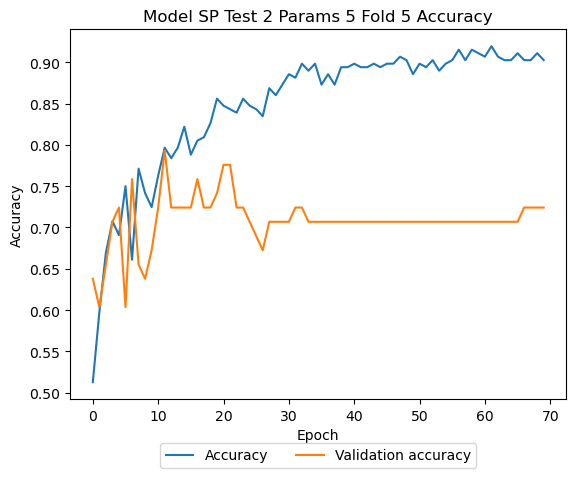 Model SP Test 2 Params 5 Fold 5 Accuracy
0.90
0.85
0.80
0.75
0.70
0.65
0.60
0.55
0.50
Accuracy
0 10 20 30 40 50 60 70
Epoch
Accuracy Validation accuracy